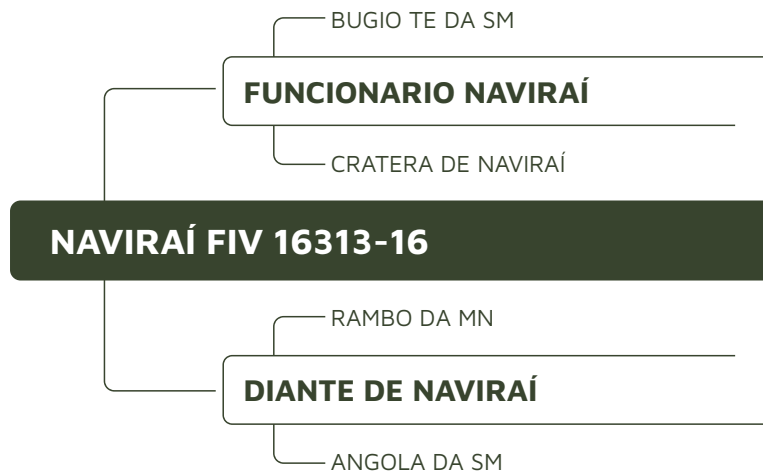 BUGIO TE DA SM
FUNCIONARIO NAVIRAÍ
CRATERA DE NAVIRAÍ
NAVIRAÍ FIV 16313-16
RAMBO DA MN
DIANTE DE NAVIRAÍ
ANGOLA DA SM